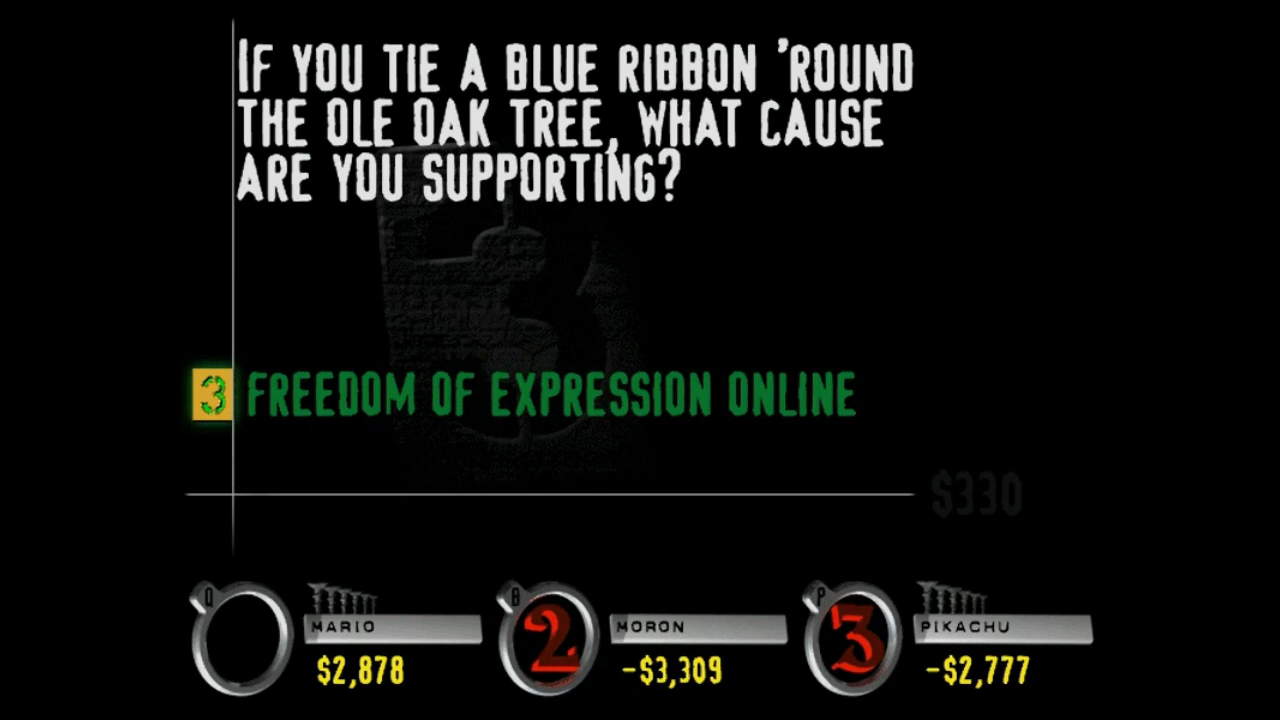 IF YOU TIE A BLUE RIBBON 'ROUND
THE OLE OAK TREE, WHAT CAUSE
ARE YOU SUPPORTING?
3 FREEDOM OF EXPRESSION ONLINE
$330
Q MARIO
$2,878
B 2 MORON
-$3,309
P 3 PIKACHU
-$2,777